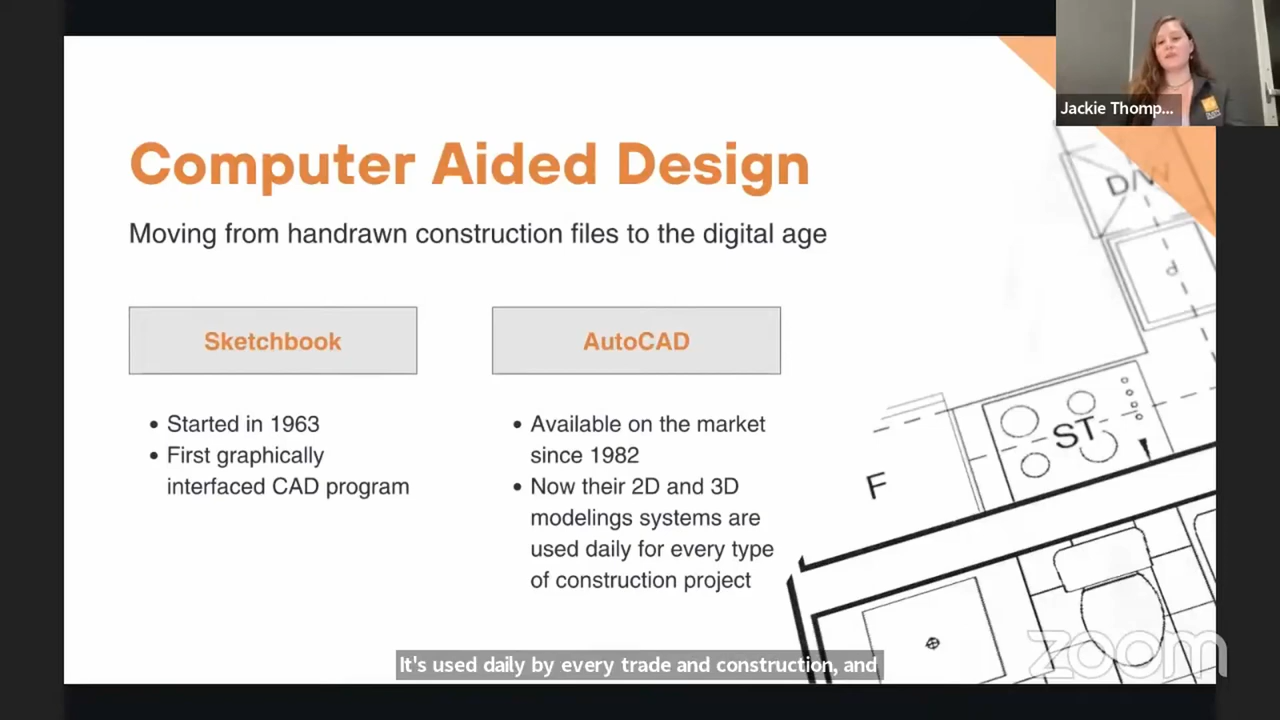 Jackie Thomp...
Computer Aided Design
Moving from handrawn construction files to the digital age
Sketchbook
AutoCAD
• Started in 1963
• First graphically
interfaced CAD program
• Available on the market
since 1982
• Now their 2D and 3D
modelings systems are
used daily for every type
of construction project
D/W
d
ST
F
It's used daily by every trade and construction, and
zoom